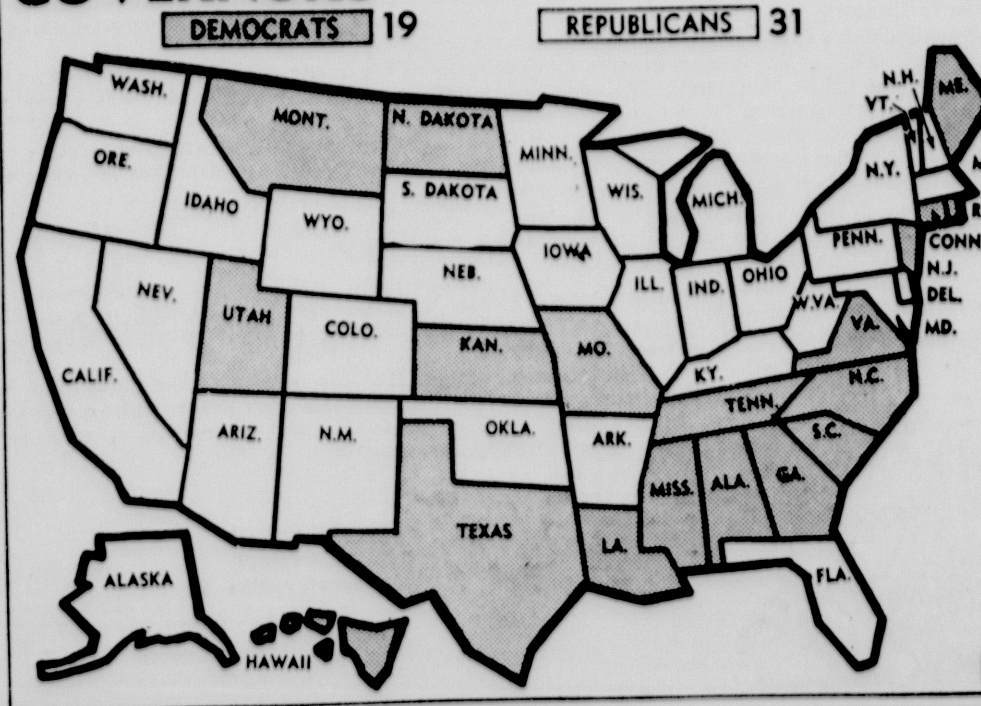 DEMOCRATS 19
REPUBLICANS 31
WASH.
MONT.
N. DAKOTA
MINN.
N.H.
VT.
ME.
ORE.
IDAHO
WYO.
S. DAKOTA
WIS.
MICH.
N.Y.
IOWA
PENN.
CONN
NEV.
UTAH
COLO.
NEB.
ILL.
IND.
OHIO
W.VA.
N.J.
DEL.
MD.
VA.
CALIF.
KAN.
MO.
KY.
N.C.
TENN.
ARIZ.
N.M.
OKLA.
ARK.
S.C.
MISS.
ALA.
GA.
TEXAS
LA.
FLA.
ALASKA
HAWAII